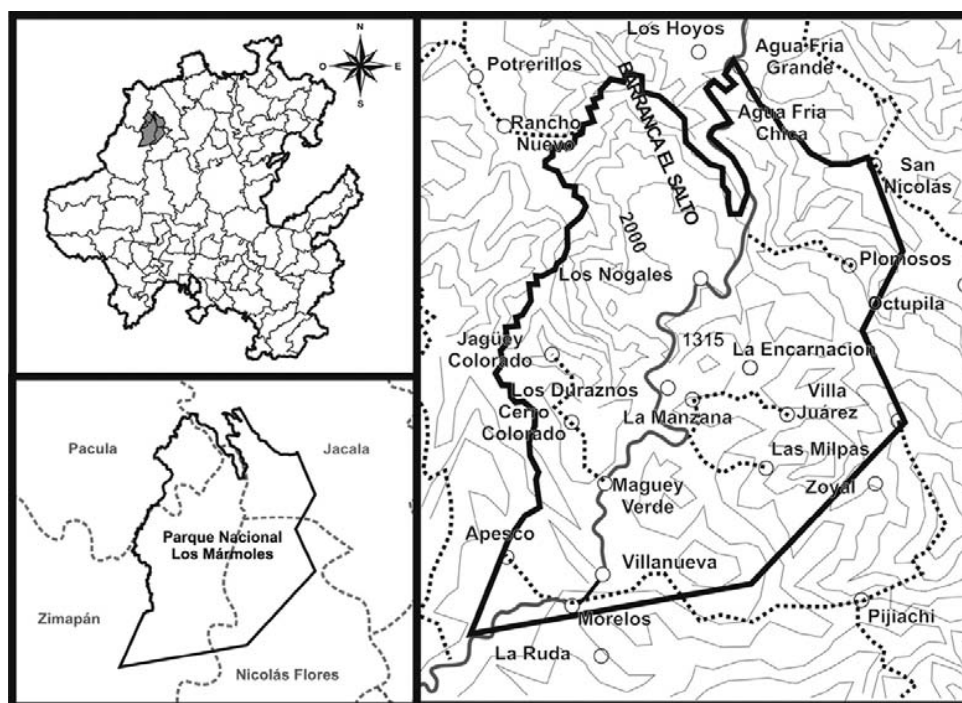 N
O
E
S
Pacula
Jacala
Parque Nacional
Los Mármoles
Zimapán
Nicolás Flores
Los Hoyos
Potrerillos
Agua Fria
Grande
BARRANCA EL SALTO
Rancho
Nuevo
Agua Fria
Chica
San
Nicolás
2000
Plomosos
Los Nogales
Octupila
1315
Jagüey
Colorado
La Encarnacion
Los Duraznos
Villa
Juárez
Cerro
Colorado
La Manzana
Las Milpas
Maguey
Verde
Zoyal
Apesco
Villanueva
Morelos
Pijiachi
La Ruda